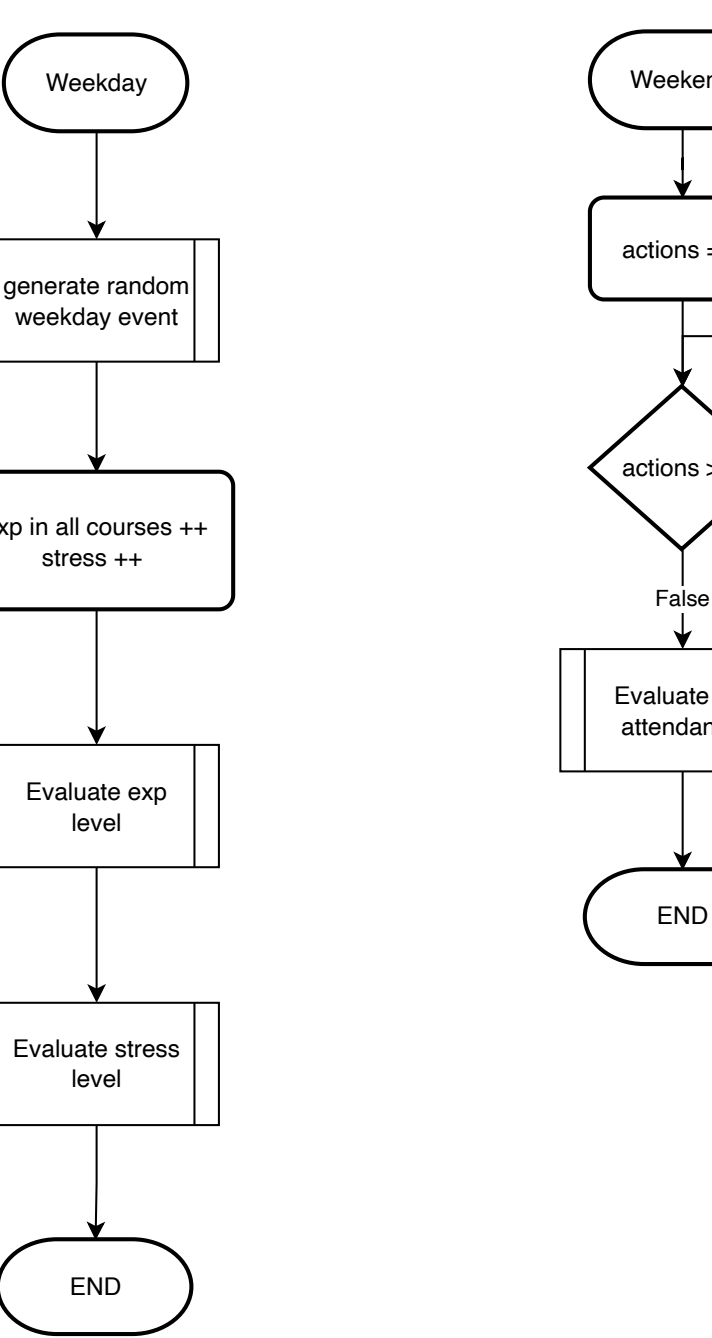 Weekday
generate random
weekday event
xp in all courses ++
stress ++
Evaluate exp
level
Evaluate stress
level
END
Weeken
actions =
actions >
False
Evaluate
attendan
END